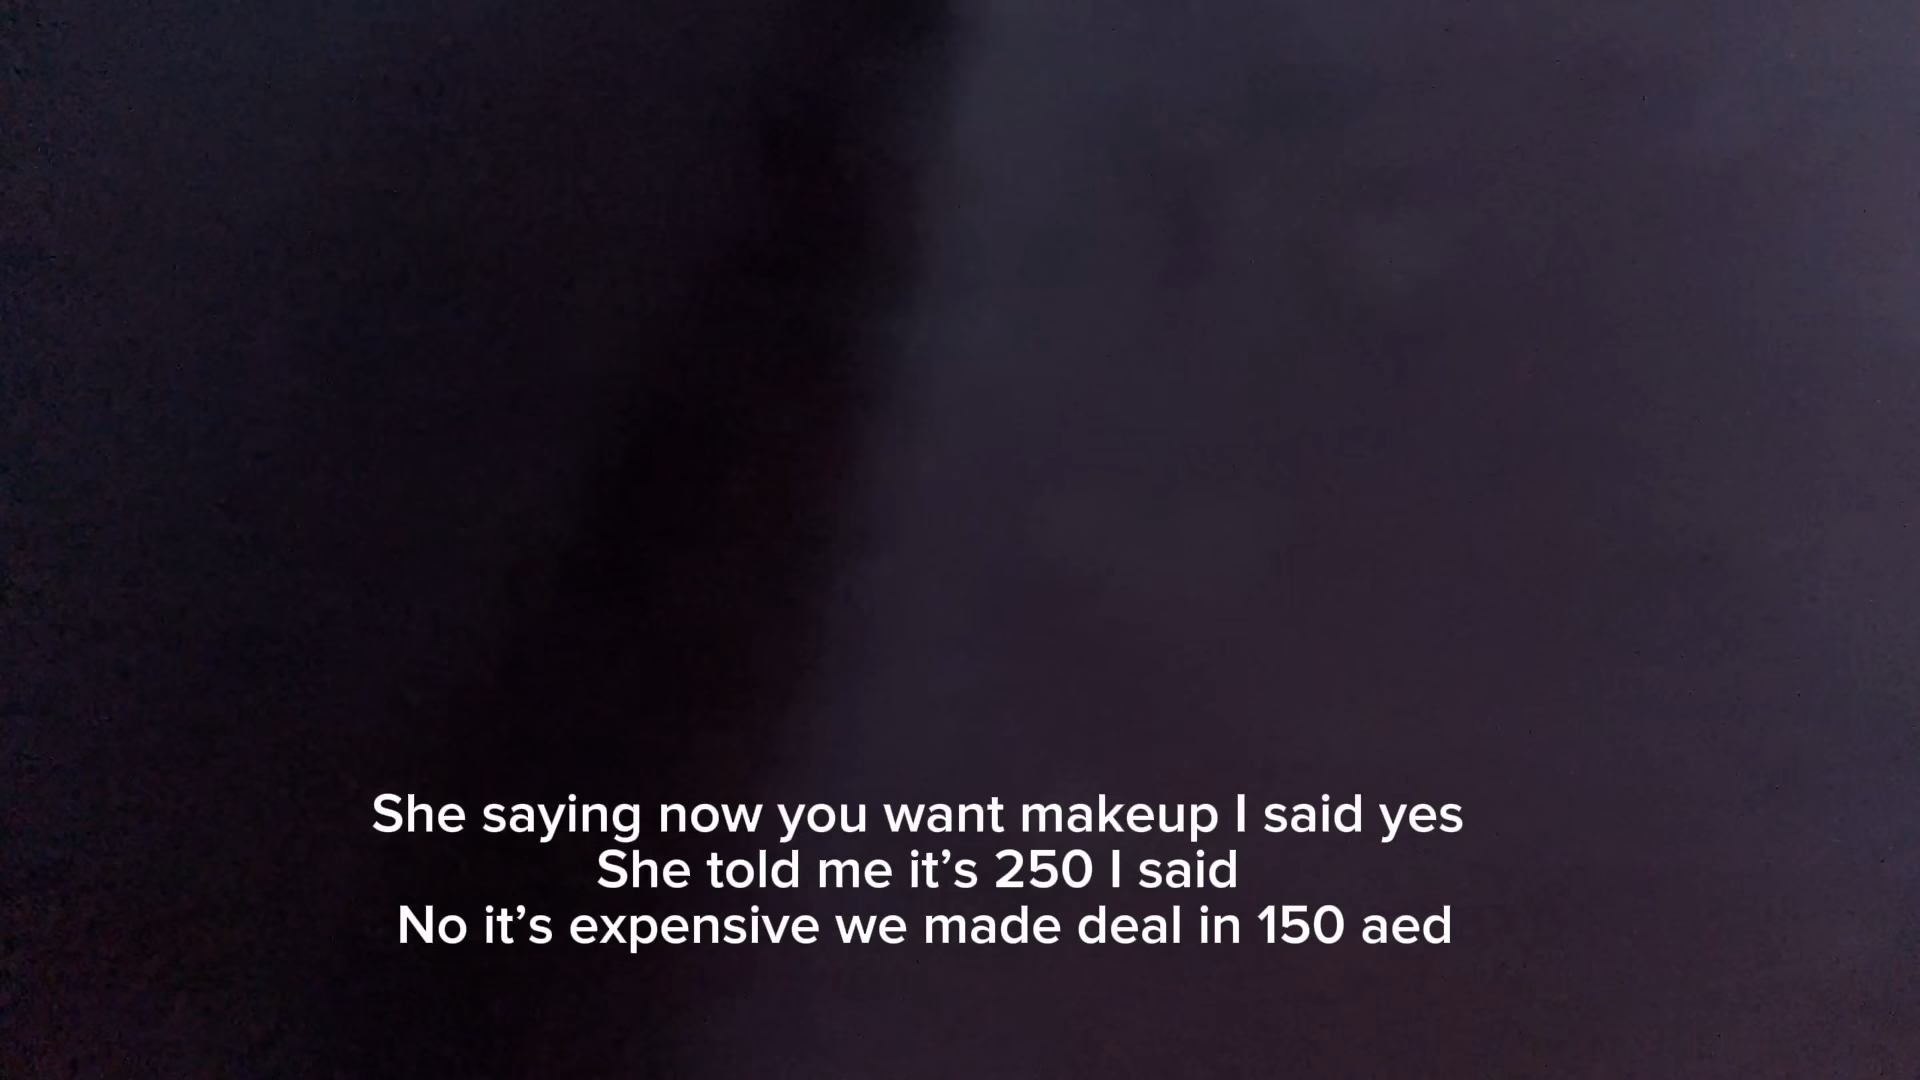 She saying now you want makeup I said yes
She told me it’s 250 I said
No it’s expensive we made deal in 150 aed